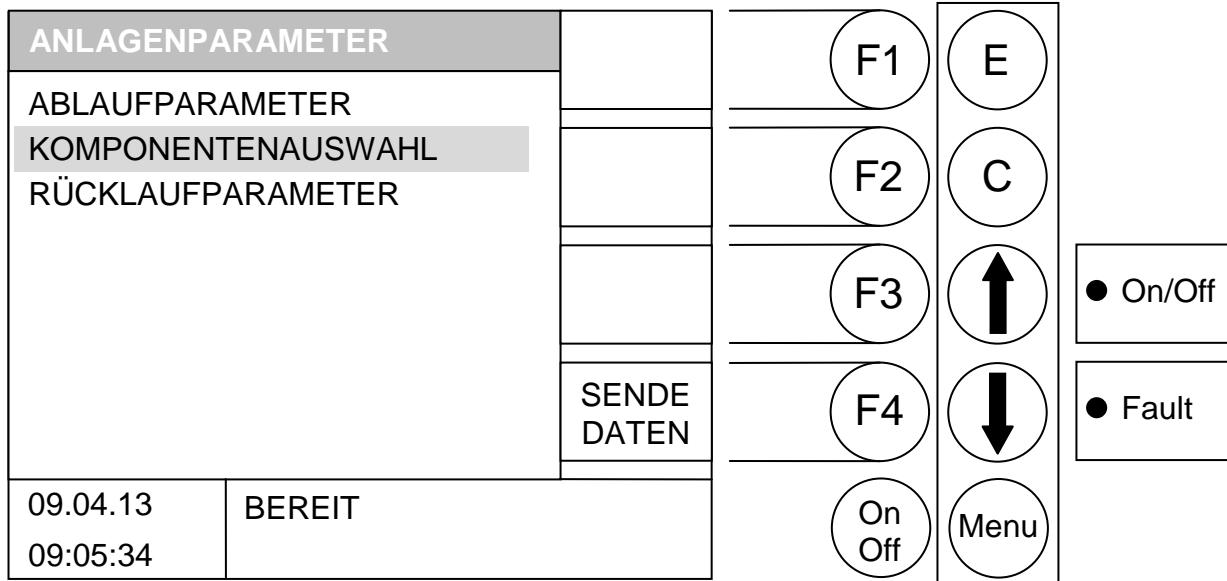 ANLAGENPARAMETER
ABLAUFPARAMETER
KOMPONENTENAUSWAHL
RÜCKLAUFPARAMETER
SENDE
DATEN
09.04.13
09:05:34
BEREIT
F1
E
F2
C
F3
On/Off
F4
Fault
On
Off
Menu